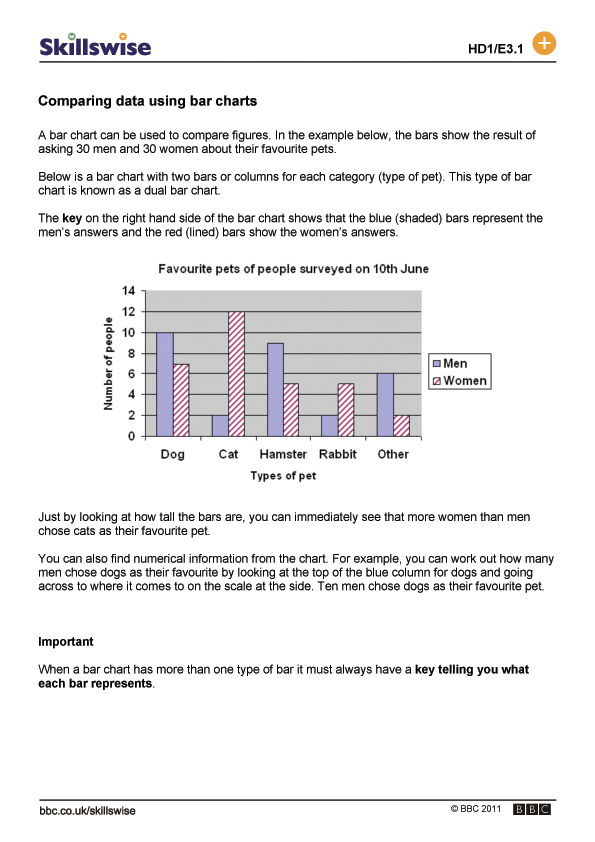 Skillswise
HD1/E3.1
Comparing data using bar charts
A bar chart can be used to compare figures. In the example below, the bars show the result of
asking 30 men and 30 women about their favourite pets.
Below is a bar chart with two bars or columns for each category (type of pet). This type of bar
chart is known as a dual bar chart.
The key on the right hand side of the bar chart shows that the blue (shaded) bars represent the
men's answers and the red (lined) bars show the women's answers.
Favourite pets of people surveyed on 10th June
Number of people
14
12
10
8
6
4
2
0
Dog Cat Hamster Rabbit Other
Types of pet
Men
Women
Just by looking at how tall the bars are, you can immediately see that more women than men
chose cats as their favourite pet.
You can also find numerical information from the chart. For example, you can work out how many
men chose dogs as their favourite by looking at the top of the blue column for dogs and going
across to where it comes to on the scale at the side. Ten men chose dogs as their favourite pet.
Important
When a bar chart has more than one type of bar it must always have a key telling you what
each bar represents.
bbc.co.uk/skillswise
© BBC 2011 BBC